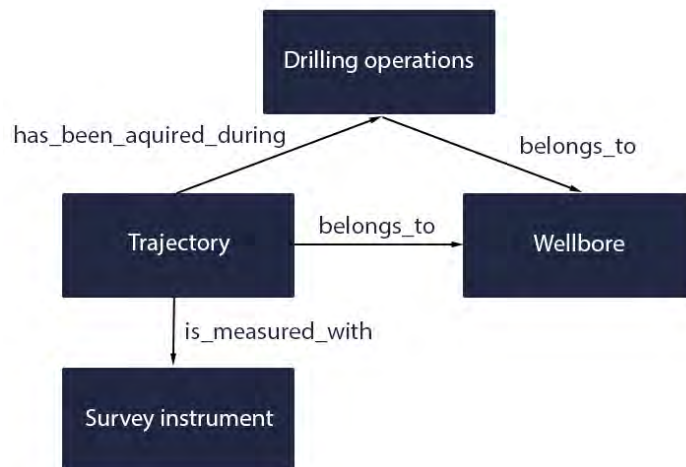 Drilling operations
has_been_aquired_during
belongs_to
Trajectory
belongs_to
Wellbore
is_measured_with
Survey instrument